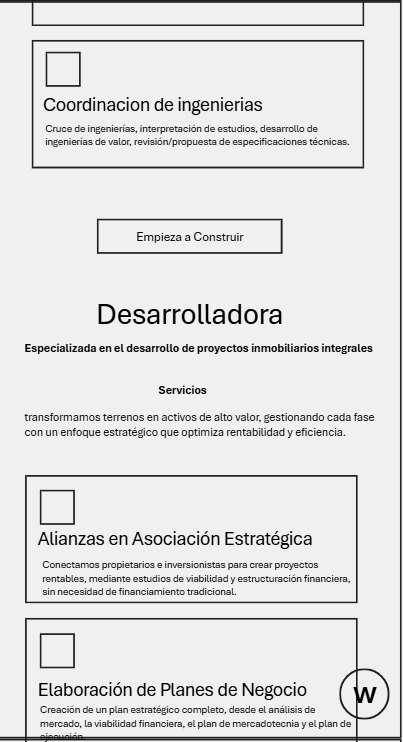 Coordinacion de ingenierias
Cruce de ingenierías, interpretación de estudios, desarrollo de
ingenierías de valor, revisión/propuesta de especificaciones técnicas.
Empieza a Construir
Desarrolladora
Especializada en el desarrollo de proyectos inmobiliarios integrales
Servicios
transformamos terrenos en activos de alto valor, gestionando cada fase
con un enfoque estratégico que optimiza rentabilidad y eficiencia.
Alianzas en Asociación Estratégica
Conectamos propietarios e inversionistas para crear proyectos
rentables, mediante estudios de viabilidad y estructuración financiera,
sin necesidad de financiamiento tradicional.
Elaboración de Planes de Negocio
Creación de un plan estratégico completo, desde el análisis de
mercado, la viabilidad financiera, el plan de mercadotecnia y el plan de
ejecución.
W